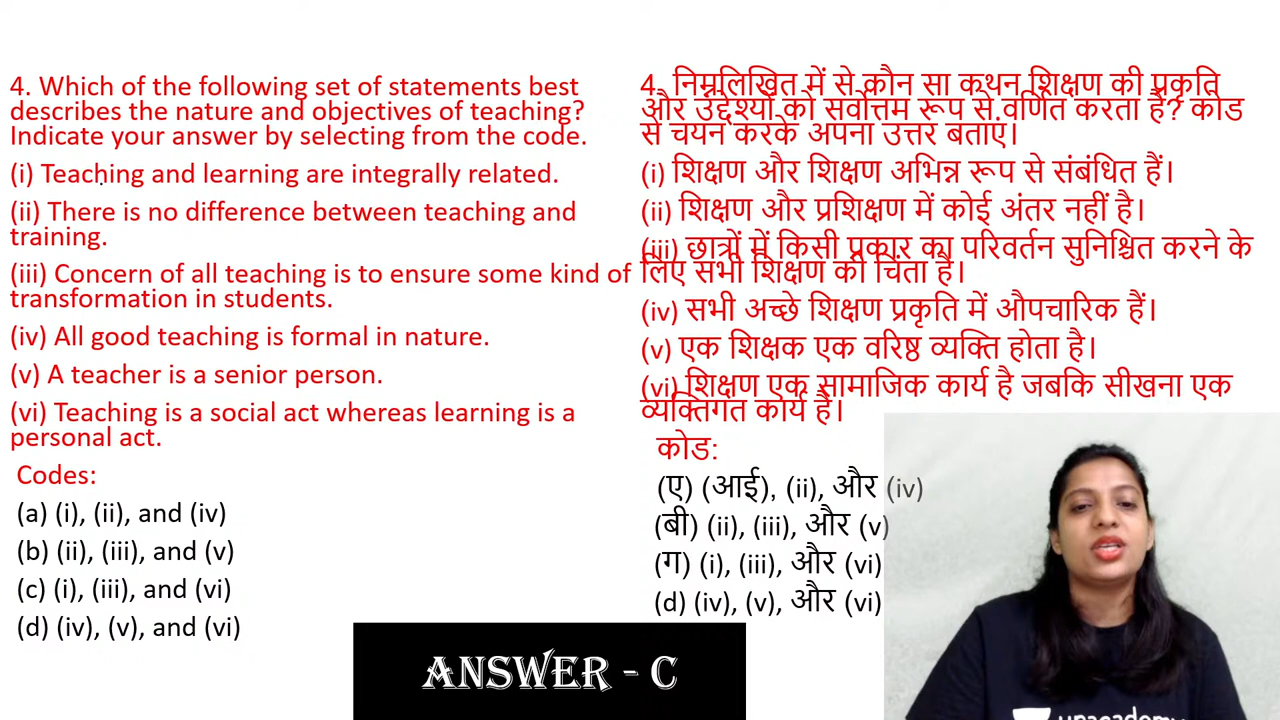 4. Which of the following set of statements best
describes the nature and objectives of teaching?
Indicate your answer by selecting from the code.
(i) Teaching and learning are integrally related.
(ii) There is no difference between teaching and
training.
(iii) Concern of all teaching is to ensure some kind of
transformation in students.
(iv) All good teaching is formal in nature.
(v) A teacher is a senior person.
(vi) Teaching is a social act whereas learning is a
personal act.
Codes:
(a) (i), (ii), and (iv)
(b) (ii), (iii), and (v)
(c) (i), (iii), and (vi)
(d) (iv), (v), and (vi)
4. निम्नलिखित में से कौन सा कथन शिक्षण की प्रकृति
और उद्देश्यों को सर्वोत्तम रूप से वर्णित करता है? कोड
से चयन करके अपना उत्तर बताएं।
(i) शिक्षण और शिक्षण अभिन्न रूप से संबंधित हैं।
(ii) शिक्षण और प्रशिक्षण में कोई अंतर नहीं है।
(iii) छात्रों में किसी प्रकार का परिवर्तन सुनिश्चित करने के
लिए सभी शिक्षण की चिंता है।
(iv) सभी अच्छे शिक्षण प्रकृति में औपचारिक हैं।
(v) एक शिक्षक एक वरिष्ठ व्यक्ति होता है।
(vi) शिक्षण एक सामाजिक कार्य है जबकि सीखना एक
व्यक्तिगत कार्य है।
कोड:
(ए) (आई), (ii), और (iv)
(बी) (ii), (iii), और (v)
(ग) (i), (iii), और (vi)
(d) (iv), (v), और (vi)
ANSWER - C
unacademy